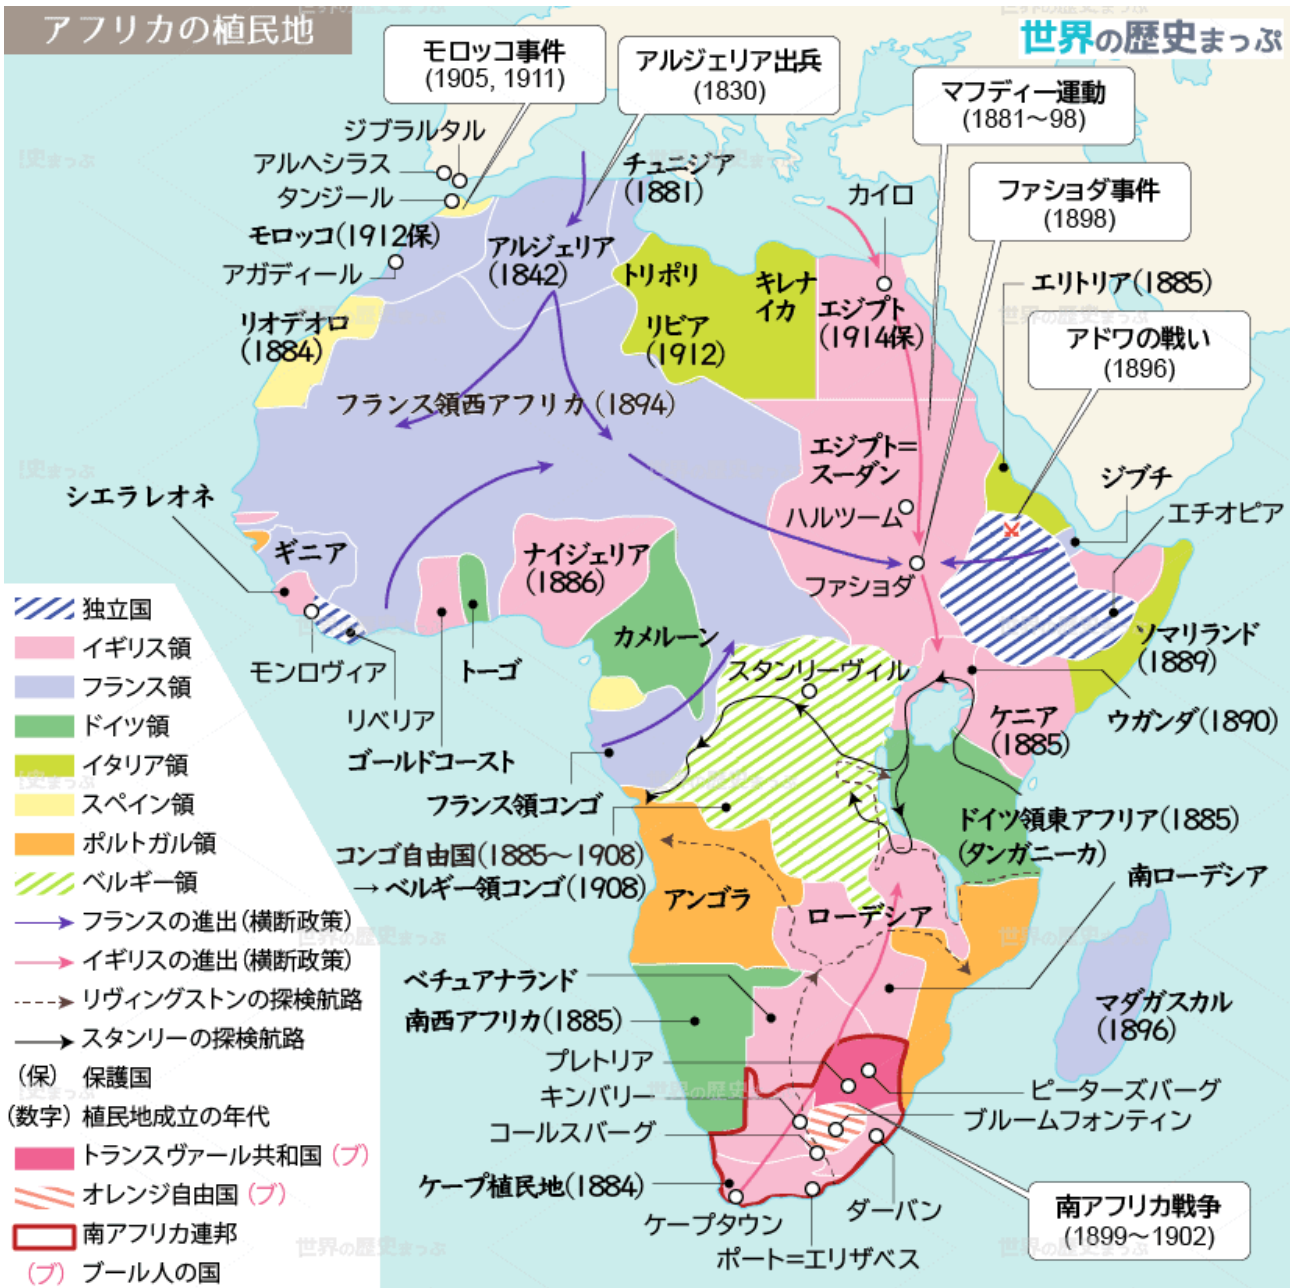 アフリカの植民地
世界の歴史まっぷ
モロッコ事件
(1905, 1911)
アルジェリア出兵
(1830)
マフディー運動
(1881〜98)
ファショダ事件
(1898)
アドワの戦い
(1896)
ジブラルタル
アルヘシラス
タンジール
モロッコ(1912保)
アガディール
チュニジア
(1881)
カイロ
アルジェリア
(1842)
トリポリ
キレナ
イカ
エジプト
(1914保)
エリトリア(1885)
リオデオロ
(1884)
リビア
(1912)
フランス領西アフリカ(1894)
エジプト=
スーダン
ハルツーム
ジブチ
エチオピア
シエラレオネ
ギニア
ナイジェリア
(1886)
ファショダ
カメルーン
ソマリランド
(1889)
モンロヴィア
トーゴ
スタンリーヴィル
リベリア
ケニア
(1885)
ウガンダ(1890)
ゴールドコースト
フランス領コンゴ
ドイツ領東アフリカ(1885)
(タンガニーカ)
コンゴ自由国(1885〜1908)
→ ベルギー領コンゴ(1908)
南ローデシア
アンゴラ
ローデシア
ベチュアナランド
南西アフリカ(1885)
マダガスカル
(1896)
プレトリア
キンバリー
ピーターズバーグ
ブルームフォンティン
コールスバーグ
ケープ植民地(1884)
ケープタウン
ダーバン
ポート=エリザベス
南アフリカ戦争
(1899〜1902)
独立国
イギリス領
フランス領
ドイツ領
イタリア領
スペイン領
ポルトガル領
ベルギー領
フランスの進出(横断政策)
イギリスの進出(横断政策)
リヴィングストンの探検航路
スタンリーの探検航路
(保) 保護国
(数字) 植民地成立の年代
トランスヴァール共和国(ブ)
オレンジ自由国(ブ)
南アフリカ連邦
(ブ) ブール人の国